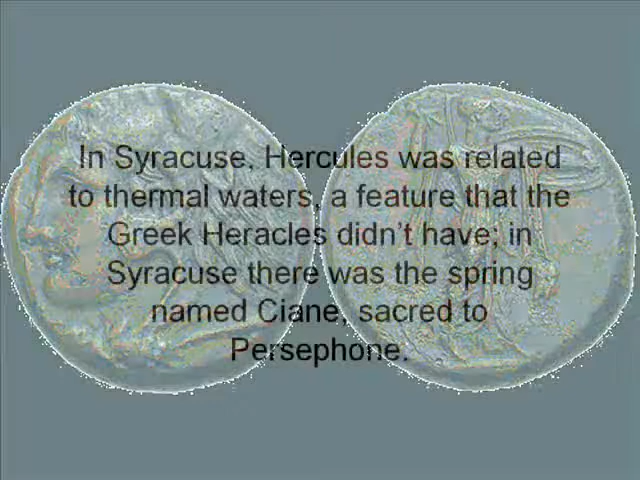 In Syracuse, Hercules was related
to thermal waters, a feature that the
Greek Heracles didn't have; in
Syracuse there was the spring
named Ciane, sacred to
Persephone.